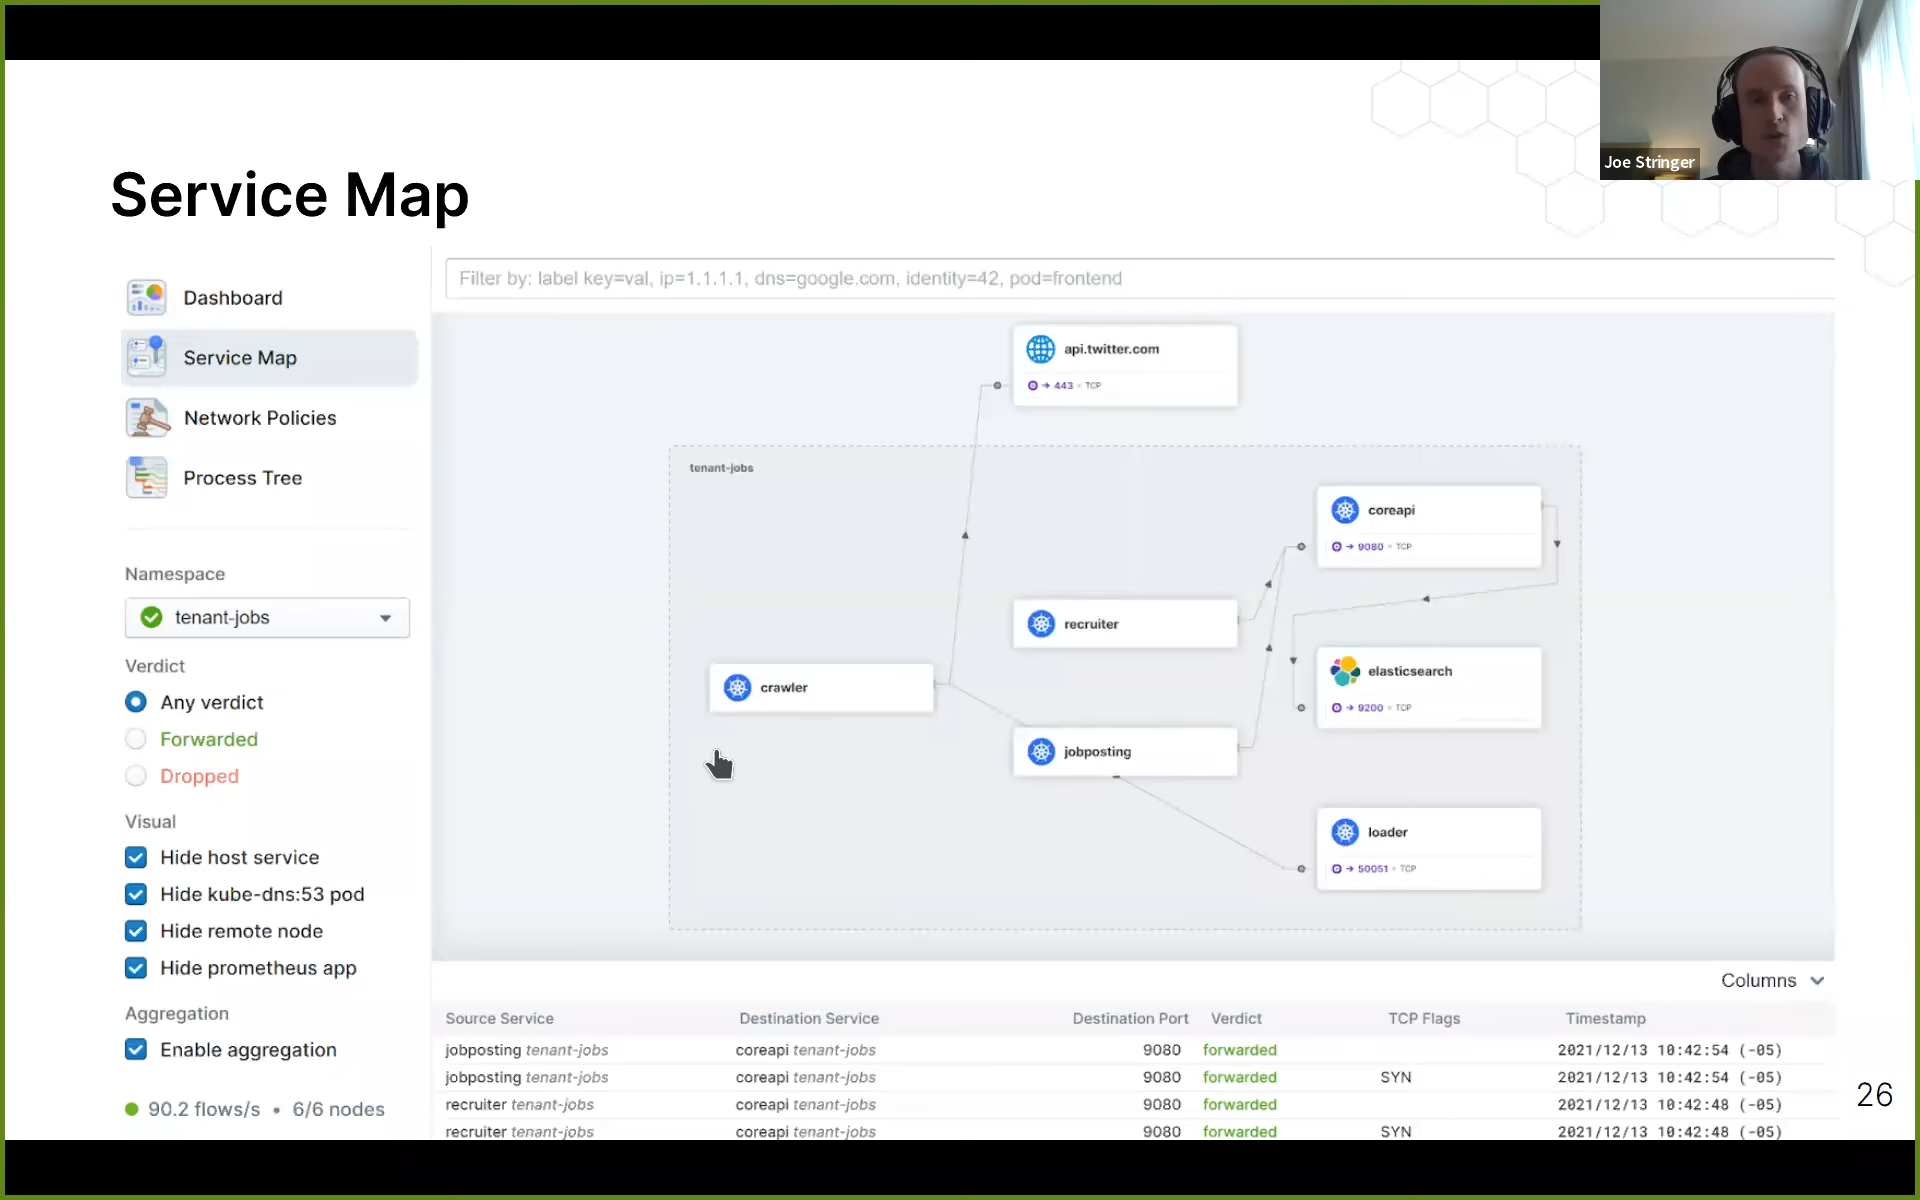 Joe Stringer
Service Map
Dashboard
Service Map
Network Policies
Process Tree
Namespace
tenant-jobs
Verdict
Any verdict
Forwarded
Dropped
Visual
Hide host service
Hide kube-dns:53 pod
Hide remote node
Hide prometheus app
Aggregation
Enable aggregation
90.2 flows/s • 6/6 nodes
Filter by: label key=val, ip=1.1.1.1, dns=google.com, identity=42, pod=frontend
api.twitter.com
→ 443 • TCP
tenant-jobs
coreapi
→ 9080 • TCP
recruiter
elasticsearch
→ 9200 • TCP
crawler
jobposting
loader
→ 50051 • TCP
Columns
Source Service Destination Service Destination Port Verdict TCP Flags Timestamp
jobposting tenant-jobs coreapi tenant-jobs 9080 forwarded 2021/12/13 10:42:54 (-05)
jobposting tenant-jobs coreapi tenant-jobs 9080 forwarded SYN 2021/12/13 10:42:54 (-05)
recruiter tenant-jobs coreapi tenant-jobs 9080 forwarded 2021/12/13 10:42:48 (-05)
recruiter tenant-jobs coreapi tenant-jobs 9080 forwarded SYN 2021/12/13 10:42:48 (-05)
26